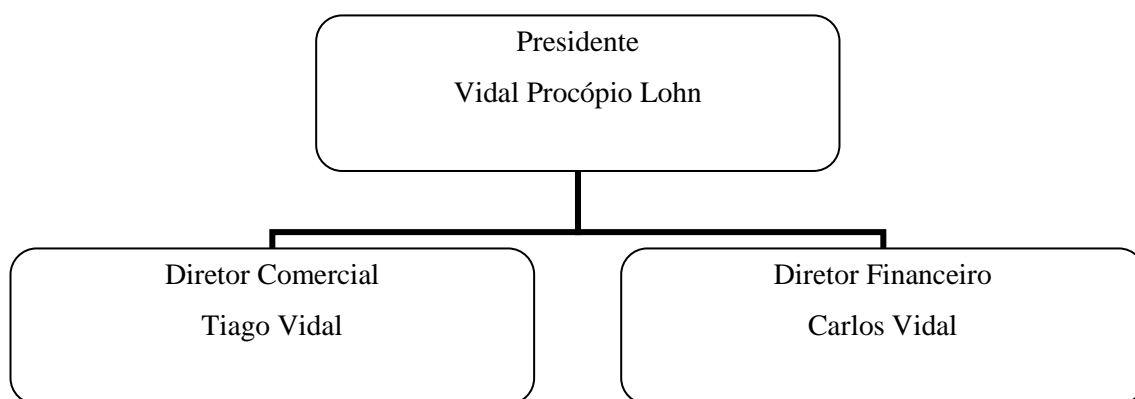 Presidente
Vidal Procópio Lohn
Diretor Comercial
Tiago Vidal
Diretor Financeiro
Carlos Vidal